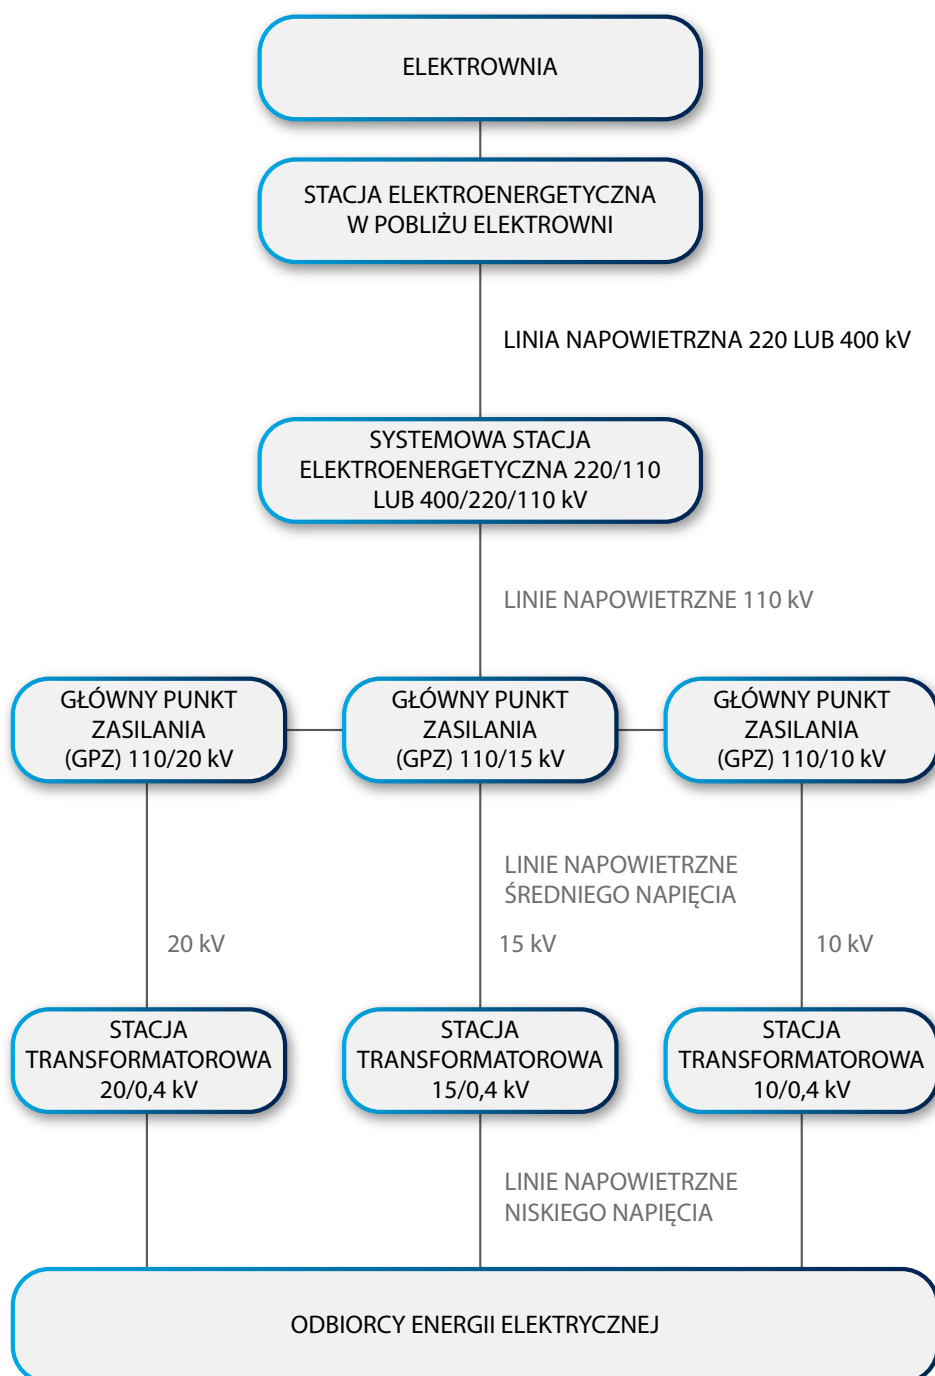 ELEKTROWNIA
STACJA ELEKTROENERGETYCZNA
W POBLIŻU ELEKTROWNI
LINIA NAPOWIETRZNA 220 LUB 400 kV
SYSTEMOWA STACJA
ELEKTROENERGETYCZNA 220/110
LUB 400/220/110 kV
LINIE NAPOWIETRZNE 110 kV
GŁÓWNY PUNKT
ZASILANIA
(GPZ) 110/20 kV
GŁÓWNY PUNKT
ZASILANIA
(GPZ) 110/15 kV
GŁÓWNY PUNKT
ZASILANIA
(GPZ) 110/10 kV
LINIE NAPOWIETRZNE
ŚREDNIEGO NAPIĘCIA
20 kV
15 kV
10 kV
STACJA
TRANSFORMATOROWA
20/0,4 kV
STACJA
TRANSFORMATOROWA
15/0,4 kV
STACJA
TRANSFORMATOROWA
10/0,4 kV
LINIE NAPOWIETRZNE
NISKIEGO NAPIĘCIA
ODBIORCY ENERGII ELEKTRYCZNEJ